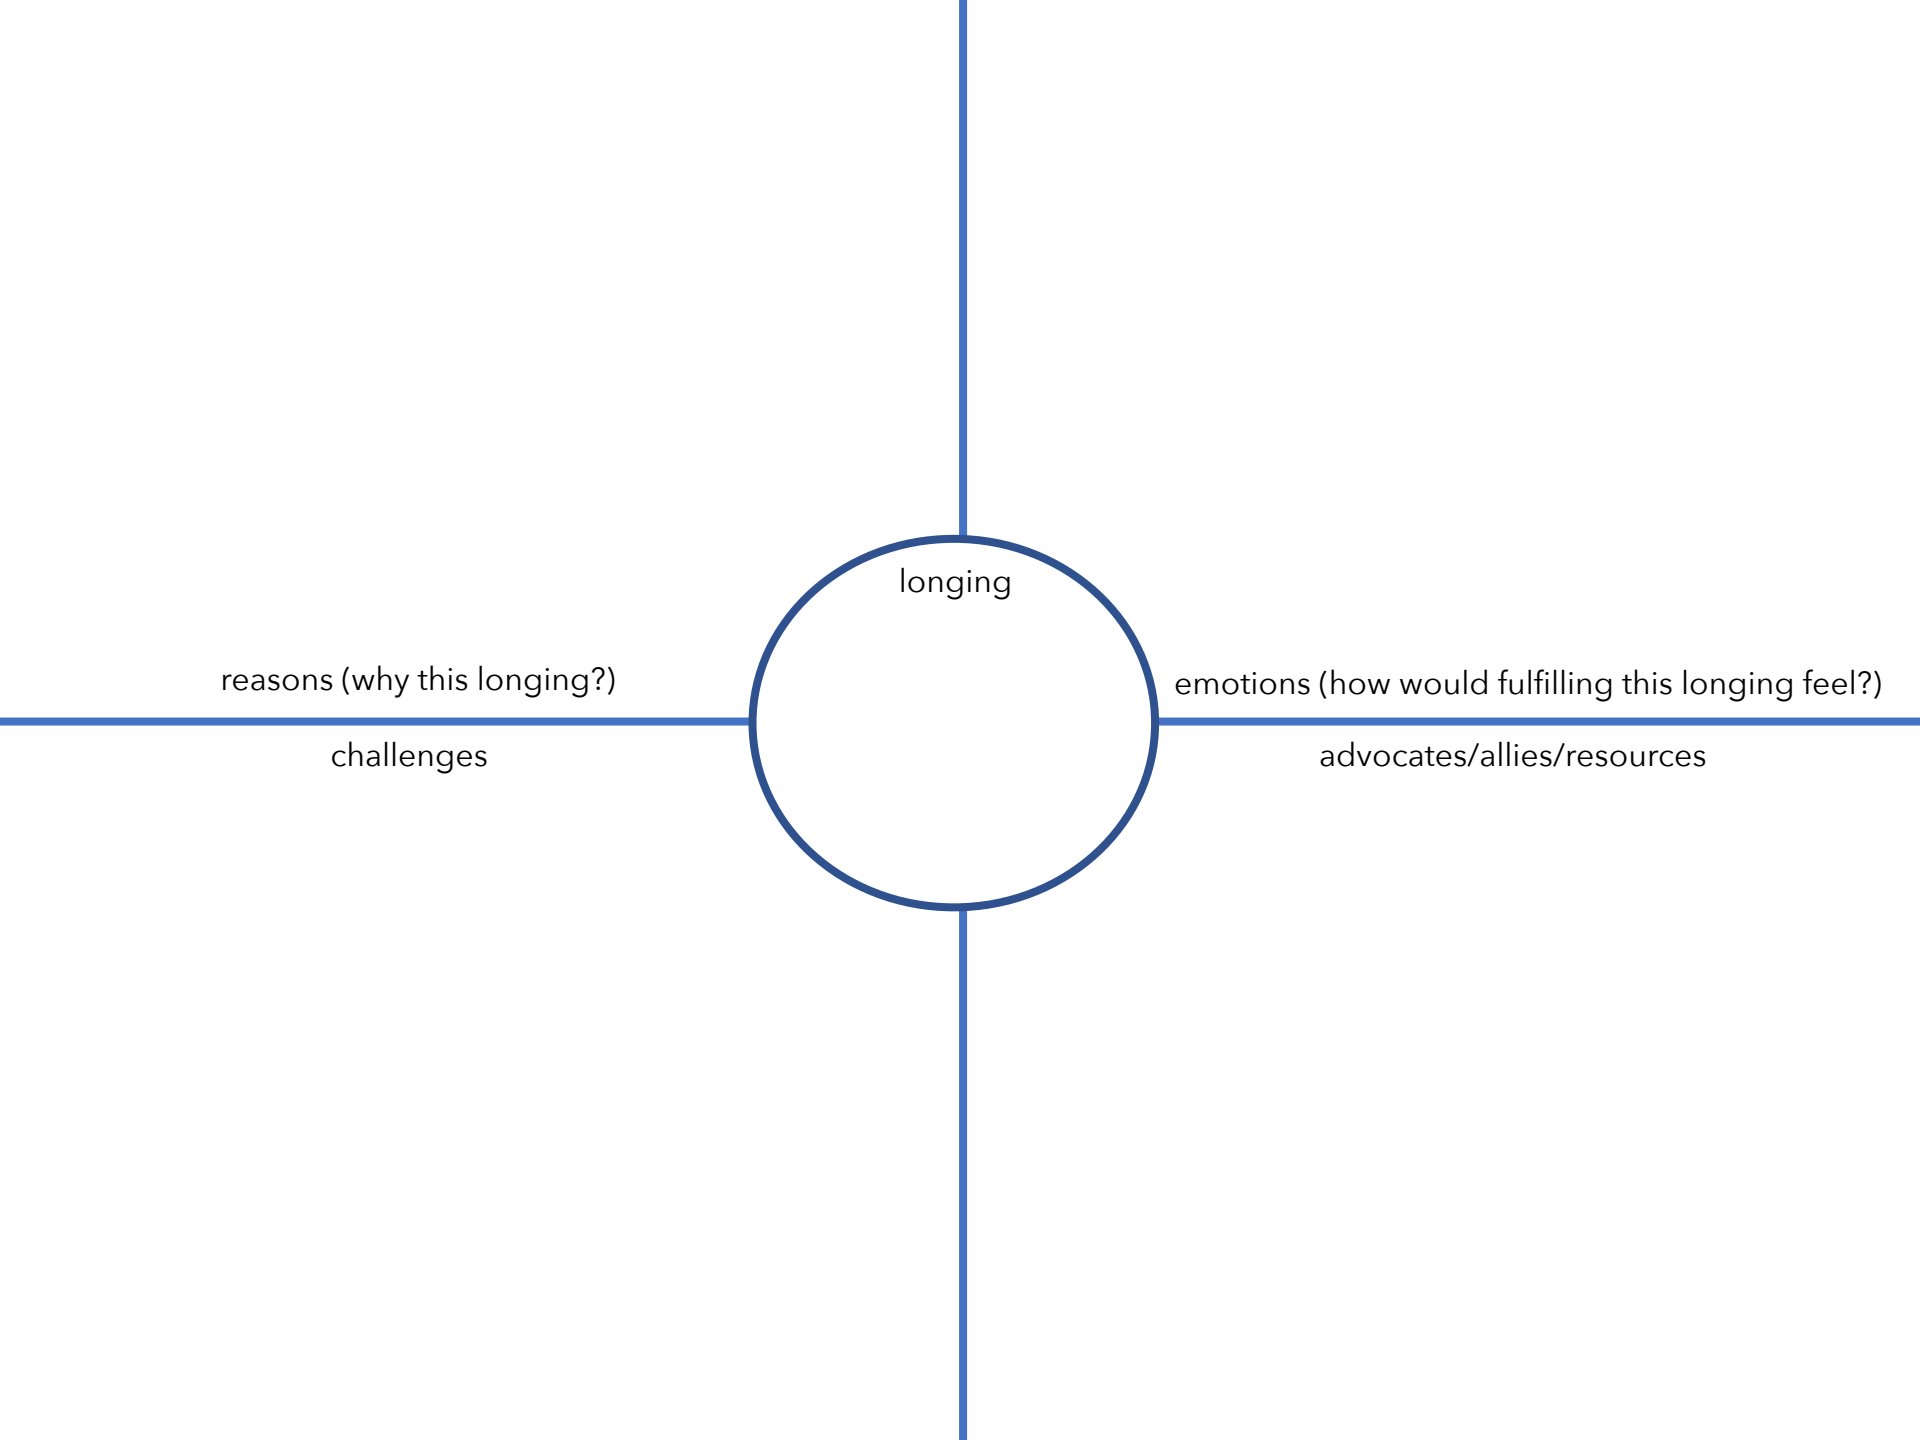 longing
reasons (why this longing?)
emotions (how would fulfilling this longing feel?)
challenges
advocates/allies/resources